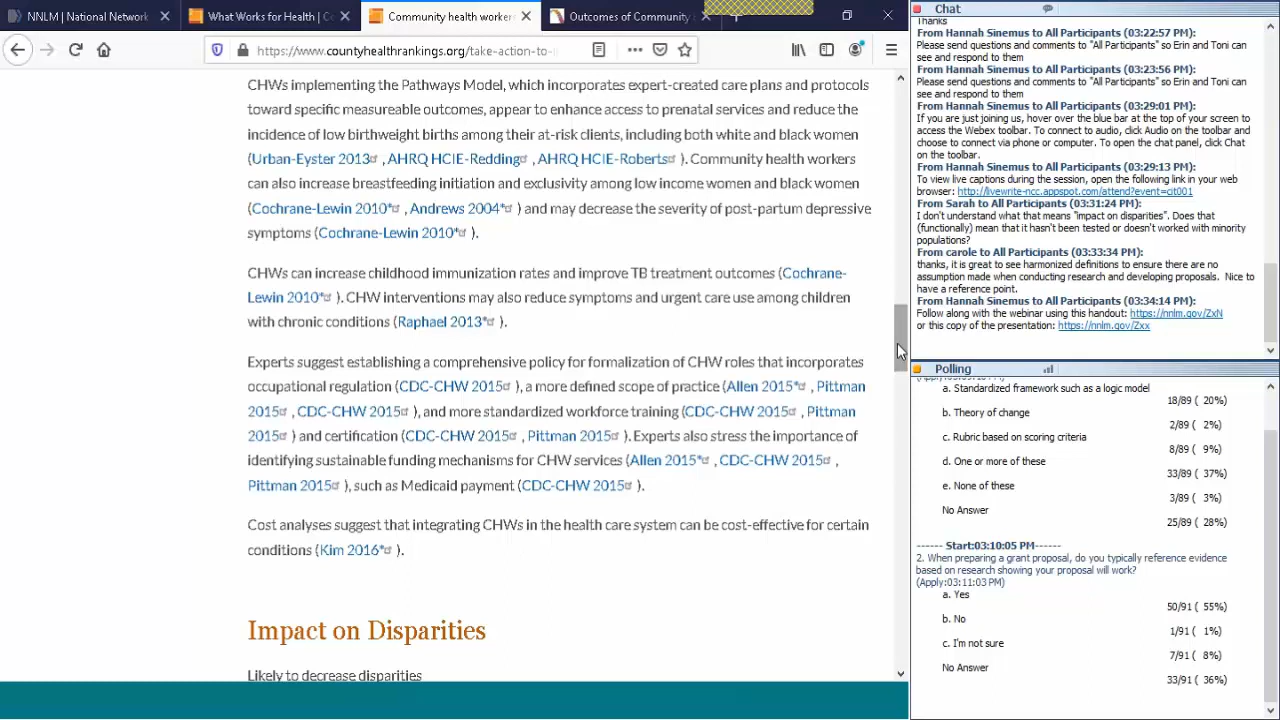 NNLM | National Network
What Works for Health | Co
Community health workers
Outcomes of Community
https://www.countyhealthrankings.org/take-action-to-i
CHWs implementing the Pathways Model, which incorporates expert-created care plans and protocols
toward specific measureable outcomes, appear to enhance access to prenatal services and reduce the
incidence of low birthweight births among their at-risk clients, including both white and black women
(Urban-Eyster 2013 , AHRQ HCIE-Redding , AHRQ HCIE-Roberts ). Community health workers
can also increase breastfeeding initiation and exclusivity among low income women and black women
(Cochrane-Lewin 2010* , Andrews 2004* ) and may decrease the severity of post-partum depressive
symptoms (Cochrane-Lewin 2010* ).
CHWs can increase childhood immunization rates and improve TB treatment outcomes (Cochrane-
Lewin 2010* ). CHW interventions may also reduce symptoms and urgent care use among children
with chronic conditions (Raphael 2013* ).
Experts suggest establishing a comprehensive policy for formalization of CHW roles that incorporates
occupational regulation (CDC-CHW 2015 ), a more defined scope of practice (Allen 2015* , Pittman
2015 , CDC-CHW 2015 ), and more standardized workforce training (CDC-CHW 2015 , Pittman
2015 ) and certification (CDC-CHW 2015 , Pittman 2015 ). Experts also stress the importance of
identifying sustainable funding mechanisms for CHW services (Allen 2015* , CDC-CHW 2015 ,
Pittman 2015 ), such as Medicaid payment (CDC-CHW 2015 ).
Cost analyses suggest that integrating CHWs in the health care system can be cost-effective for certain
conditions (Kim 2016* ).
Impact on Disparities
Likely to decrease disparities
Chat
Thanks
From Hannah Sinemus to All Participants (03:22:57 PM):
Please send questions and comments to "All Participants" so Erin and Toni can
see and respond to them
From Hannah Sinemus to All Participants (03:23:56 PM):
Please send questions and comments to "All Participants" so Erin and Toni can
see and respond to them
From Hannah Sinemus to All Participants (03:29:01 PM):
If you are just joining us, hover over the blue bar at the top of your screen to
access the Webex toolbar. To connect to audio, click Audio on the toolbar and
choose to connect via phone or computer. To open the chat panel, click Chat
on the toolbar.
From Hannah Sinemus to All Participants (03:29:13 PM):
To view live captions during the session, open the following link in your web
browser: http://livewrite-ncc.appspot.com/attend?event=cit001
From Sarah to All Participants (03:31:24 PM):
I don't understand what that means "impact on disparities". Does that
(functionally) mean that it hasn't been tested or doesn't worked with minority
populations?
From carole to All Participants (03:33:34 PM):
thanks, it is great to see harmonized definitions to ensure there are no
assumption made when conducting research and developing proposals. Nice to
have a reference point.
From Hannah Sinemus to All Participants (03:34:14 PM):
Follow along with the webinar using this handout: https://nnlm.gov/ZxN
or this copy of the presentation: https://nnlm.gov/Zxx
Polling
a. Standardized framework such as a logic model
18/89 ( 20%)
b. Theory of change
2/89 ( 2%)
c. Rubric based on scoring criteria
8/89 ( 9%)
d. One or more of these
33/89 ( 37%)
e. None of these
3/89 ( 3%)
No Answer
25/89 ( 28%)
------ Start:03:10:05 PM------
2. When preparing a grant proposal, do you typically reference evidence
based on research showing your proposal will work?
(Apply:03:11:03 PM)
a. Yes
50/91 ( 55%)
b. No
1/91 ( 1%)
c. I'm not sure
7/91 ( 8%)
No Answer
33/91 ( 36%)